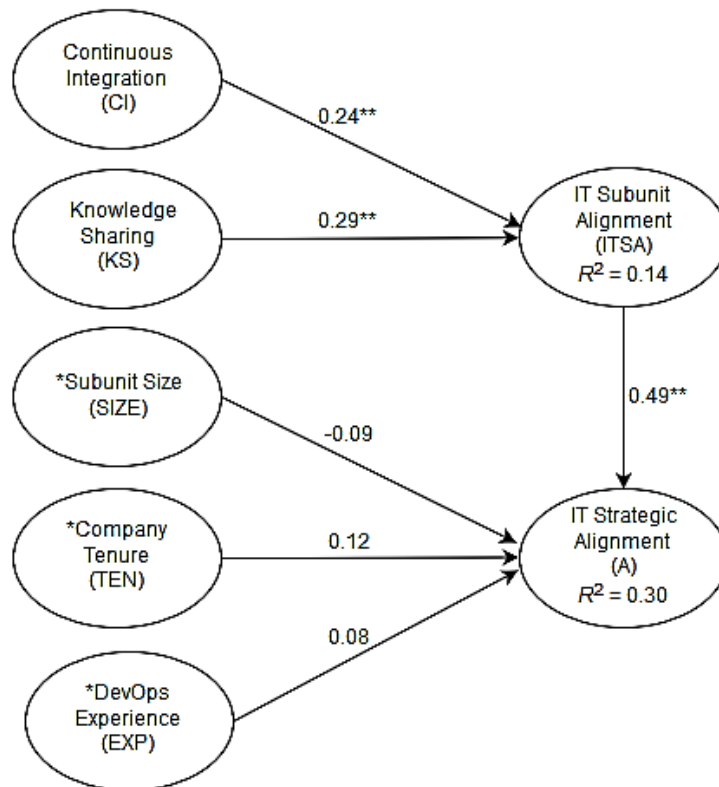 Continuous
Integration
(CI)
0.24**
Knowledge
Sharing
(KS)
0.29**
IT Subunit
Alignment
(ITSA)
R² = 0.14
*Subunit Size
(SIZE)
-0.09
0.49**
*Company
Tenure
(TEN)
0.12
IT Strategic
Alignment
(A)
R² = 0.30
0.08
*DevOps
Experience
(EXP)